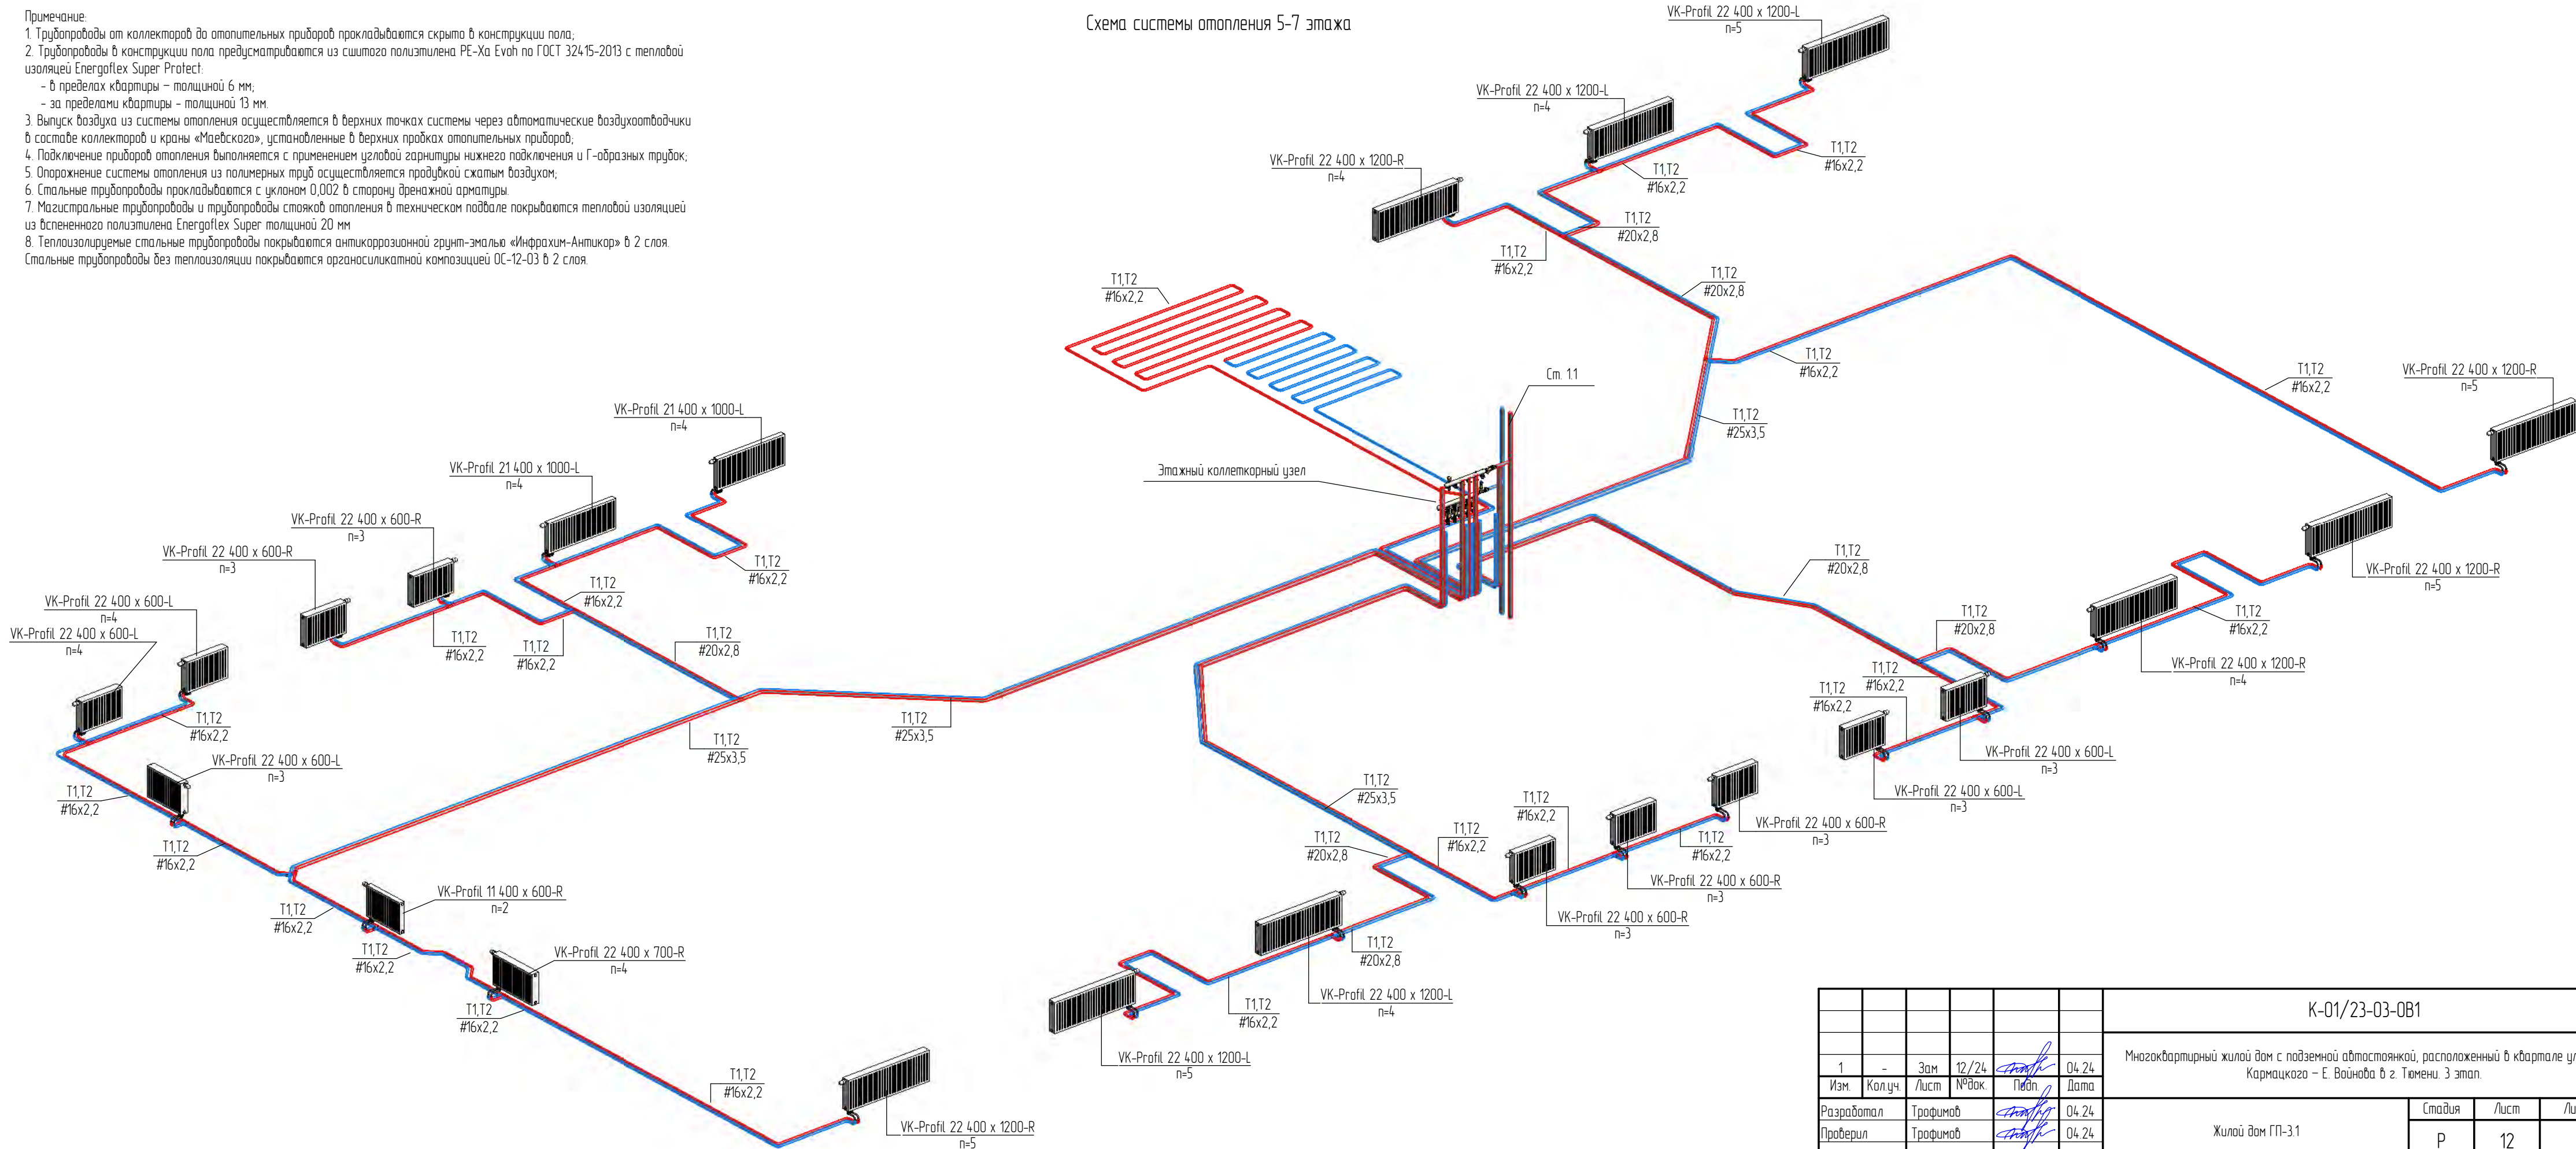 Примечание:
1. Трубопроводы от коллекторов до отопительных приборов прокладываются скрыто в конструкции пола;
2. Трубопроводы в конструкции пола предусматриваются из сшитого полиэтилена PE-Xa Evoh по ГОСТ 32415-2013 с тепловой
изоляцей Energoflex Super Protect:
- в пределах квартиры – толщиной 6 мм;
- за пределами квартиры - толщиной 13 мм.
3. Выпуск воздуха из системы отопления осуществляется в верхних точках системы через автоматические воздухоотводчики
в составе коллекторов и краны «Маевского», установленные в верхних пробках отопительных приборов;
4. Подключение приборов отопления выполняется с применением угловой гарнитуры нижнего подключения и Г-образных трубок;
5. Опорожнение системы отопления из полимерных труб осуществляется продувкой сжатым воздухом;
6. Стальные трубопроводы прокладываются с уклоном 0,002 в сторону дренажной арматуры.
7. Магистральные трубопроводы и трубопроводы стояков отопления в техническом подвале покрываются тепловой изоляцией
из вспененного полиэтилена Energoflex Super толщиной 20 мм
8. Теплоизолируемые стальные трубопроводы покрываются антикоррозионной грунт-эмалью «Инфрахим-Антикор» в 2 слоя.
Стальные трубопроводы без теплоизоляции покрываются органосиликатной композицией ОС-12-03 в 2 слоя.
Схема системы отопления 5-7 этажа
VK-Profil 22 400 x 1200-L
n=5
VK-Profil 22 400 x 1200-L
n=4
VK-Profil 22 400 x 1200-R
n=4
T1,T2
#16x2,2
T1,T2
#16x2,2
T1,T2
#20x2,8
T1,T2
#16x2,2
T1,T2
#20x2,8
T1,T2
#16x2,2
T1,T2
#16x2,2
T1,T2
#16x2,2
VK-Profil 22 400 x 1200-R
n=5
Ст. 1.1
T1,T2
#25x3,5
Этажный коллеткорный узел
VK-Profil 21 400 x 1000-L
n=4
VK-Profil 21 400 x 1000-L
n=4
VK-Profil 22 400 x 600-R
n=3
VK-Profil 22 400 x 600-R
n=3
VK-Profil 22 400 x 600-L
n=4
VK-Profil 22 400 x 600-L
n=4
T1,T2
#16x2,2
T1,T2
#16x2,2
T1,T2
#16x2,2
T1,T2
#16x2,2
T1,T2
#20x2,8
T1,T2
#16x2,2
T1,T2
#25x3,5
T1,T2
#25x3,5
VK-Profil 22 400 x 600-L
n=3
T1,T2
#16x2,2
T1,T2
#16x2,2
T1,T2
#16x2,2
VK-Profil 11 400 x 600-R
n=2
T1,T2
#16x2,2
VK-Profil 22 400 x 700-R
n=4
T1,T2
#16x2,2
T1,T2
#16x2,2
VK-Profil 22 400 x 1200-R
n=5
T1,T2
#20x2,8
VK-Profil 22 400 x 1200-R
n=5
T1,T2
#20x2,8
T1,T2
#16x2,2
VK-Profil 22 400 x 1200-R
n=4
T1,T2
#16x2,2
T1,T2
#16x2,2
VK-Profil 22 400 x 600-L
n=3
VK-Profil 22 400 x 600-L
n=3
T1,T2
#25x3,5
T1,T2
#16x2,2
T1,T2
#20x2,8
T1,T2
#16x2,2
T1,T2
#16x2,2
VK-Profil 22 400 x 600-R
n=3
VK-Profil 22 400 x 600-R
n=3
VK-Profil 22 400 x 600-R
n=3
T1,T2
#20x2,8
VK-Profil 22 400 x 1200-L
n=4
T1,T2
#16x2,2
VK-Profil 22 400 x 1200-L
n=5
К-01/23-03-ОВ1
Многоквартирный жилой дом с подземной автостоянкой, расположенный в квартале
Кармацкого – Е. Войнова в г. Тюмени. 3 этап.
1 - Зам 12/24 04.24
Изм. Кол.уч. Лист №док. Подп. Дата
Разработал Трофимов 04.24
Проверил Трофимов 04.24
Жилой дом ГП-3.1
Стадия Лист
Р 12